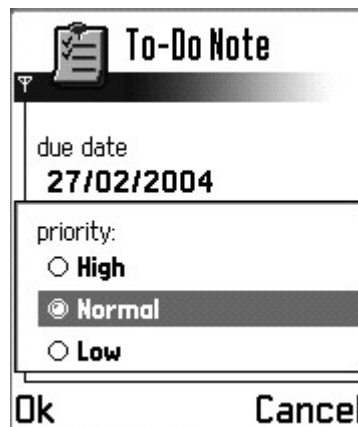 To-Do Note
due date
27/02/2004
priority:
High
Normal
Low
Ok Cancel